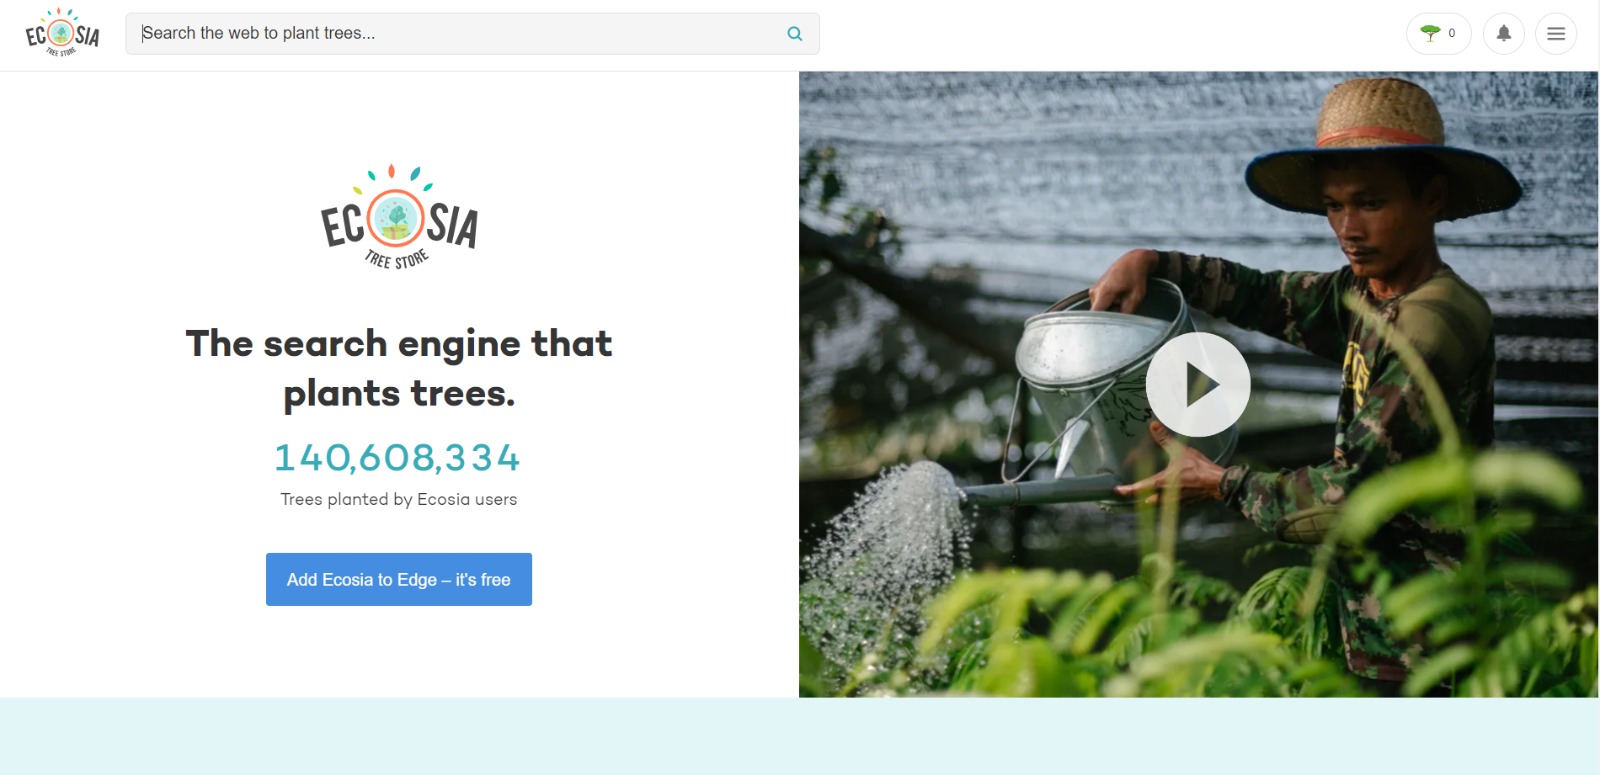 ECOSIA
TREE STORE
Search the web to plant trees...
0
ECOSIA
TREE STORE
The search engine that
plants trees.
140,608,334
Trees planted by Ecosia users
Add Ecosia to Edge – it's free